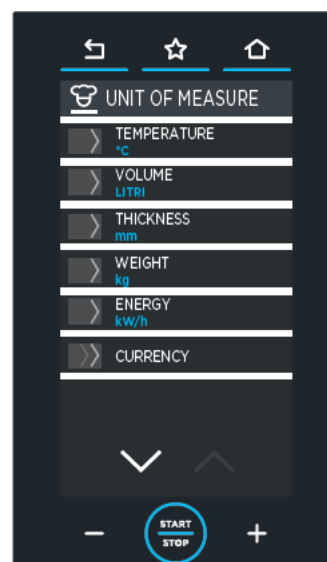 UNIT OF MEASURE
TEMPERATURE
°C
VOLUME
LITRI
THICKNESS
mm
WEIGHT
kg
ENERGY
kW/h
CURRENCY
START
STOP